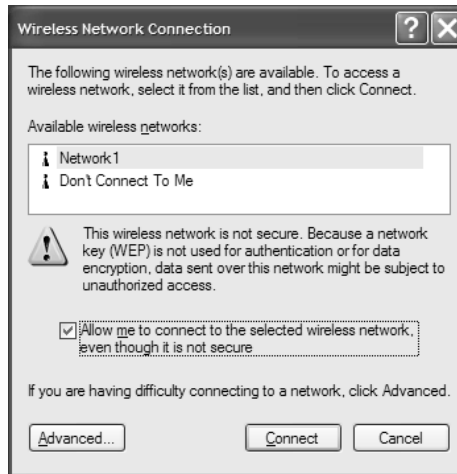 Wireless Network Connection
The following wireless network(s) are available. To access a
wireless network, select it from the list, and then click Connect.
Available wireless networks:
Network1
Don't Connect To Me
This wireless network is not secure. Because a network
key (WEP) is not used for authentication or for data
encryption, data sent over this network might be subject to
unauthorized access.
Allow me to connect to the selected wireless network,
even though it is not secure
If you are having difficulty connecting to a network, click Advanced.
Advanced... Connect Cancel